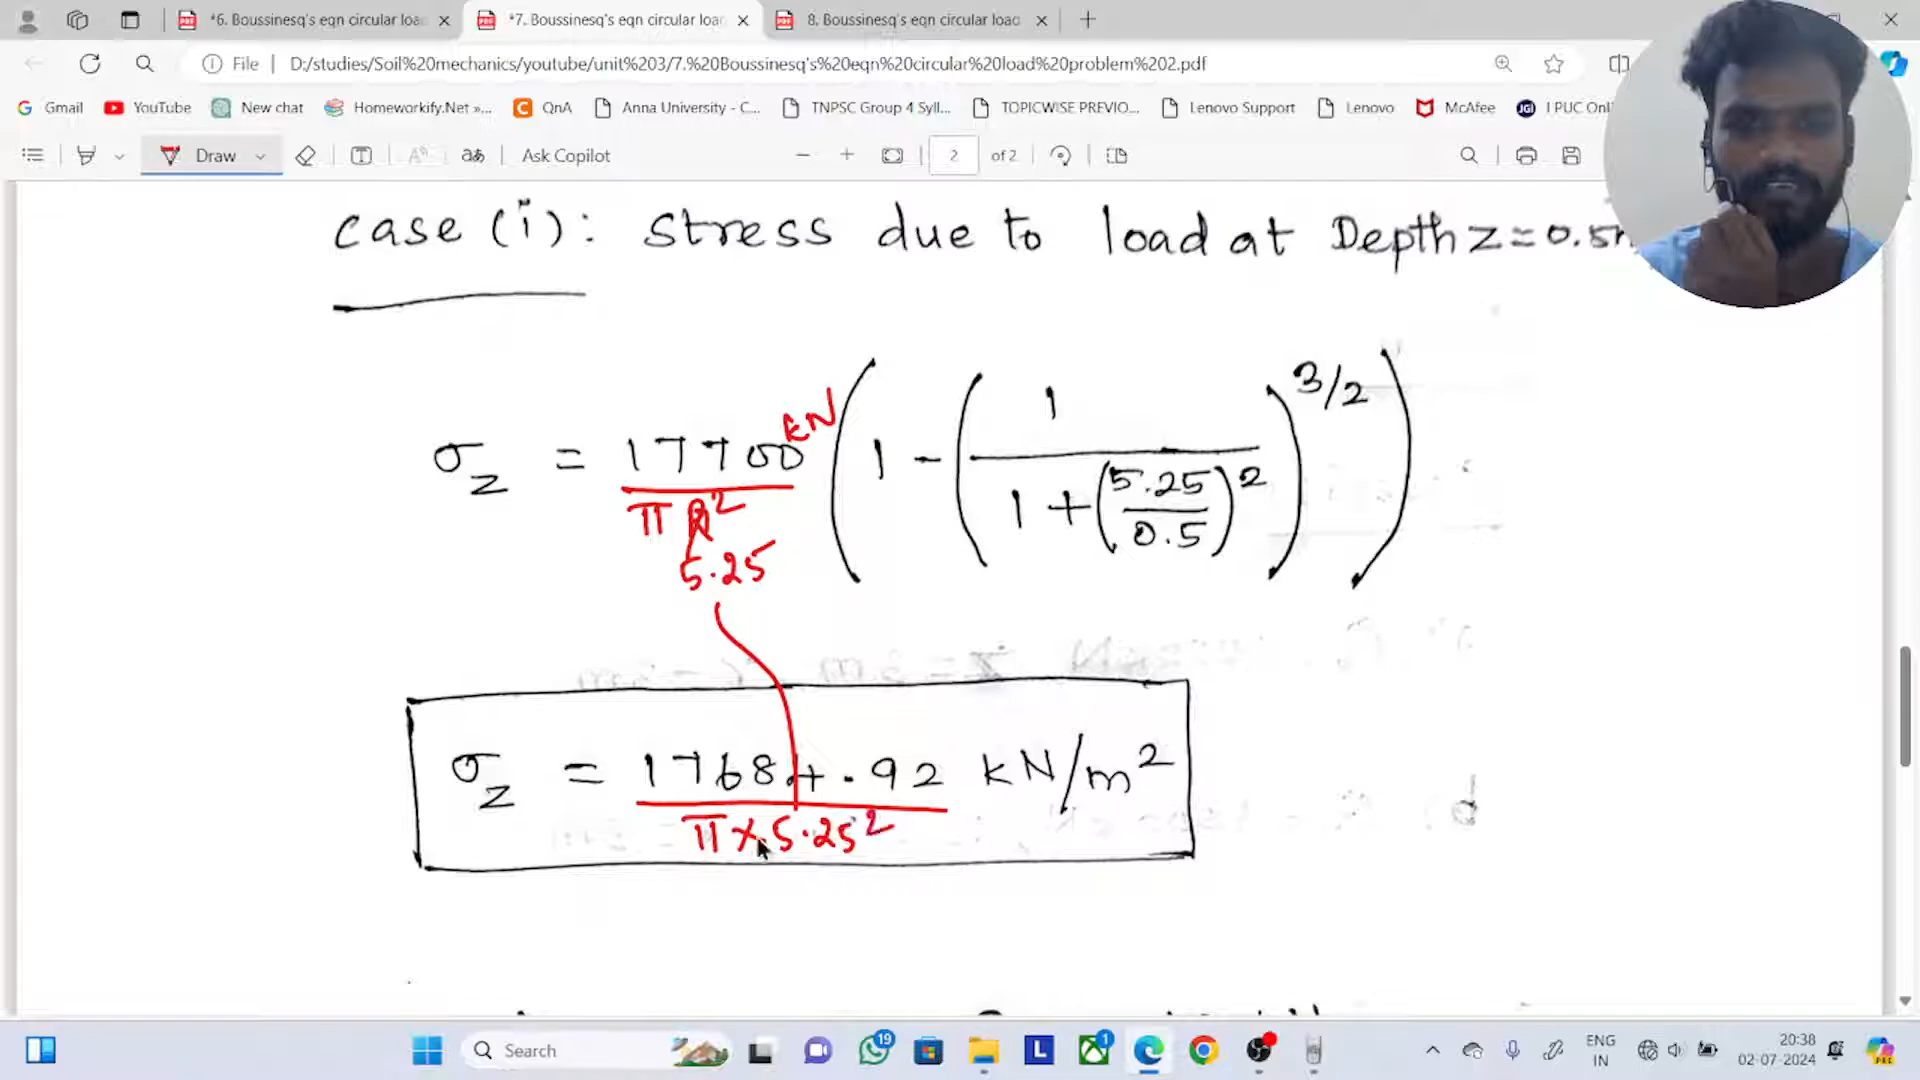 *6. Boussinesq's eqn circular loa
*7. Boussinesq's eqn circular loa
8. Boussinesq's eqn circular load
File
D:/studies/Soil%20mechanics/youtube/unit%203/7.%20Boussinesq's%20eqn%20circular%20load%20problem%202.pdf
Gmail
YouTube
New chat
Homeworkify.Net »...
QnA
Anna University - C...
TNPSC Group 4 Syll...
TOPICWISE PREVIO...
Lenovo Support
Lenovo
McAfee
I PUC Onl
Draw
Ask Copilot
2 of 2
case (i): stress due to load at Depth z=0.5
σz = 17700 kN / πR² (1 - (1 / 1+(5.25/0.5)²)^3/2)
5.25
σz = 17684.92 kN/m²
π×5.25²
Search
19
1
ENG
IN
20:38
02-07-2024